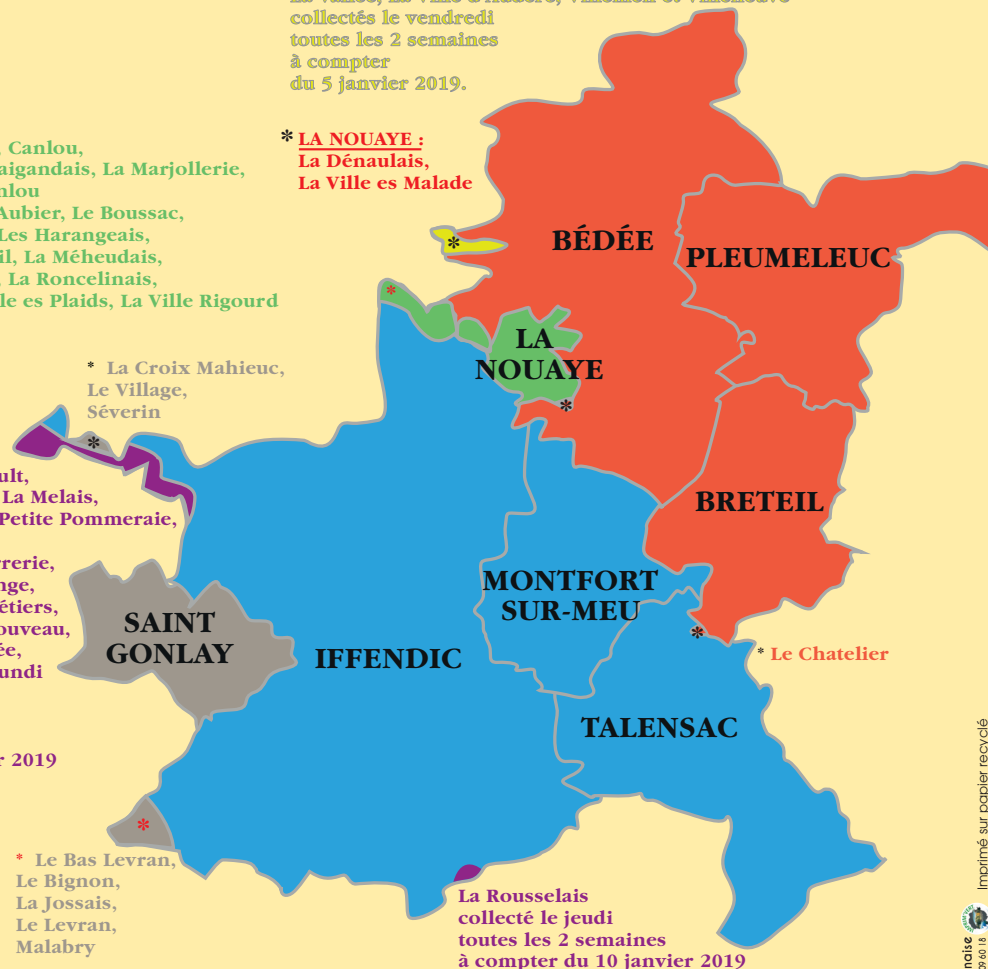 collectés le vendredi
toutes les 2 semaines
à compter
du 5 janvier 2019.
* LA NOUAYE :
La Dénaulais,
La Ville es Malade
Canlou,
La Marjollerie,
Aubier, Le Boussac,
Les Harangeais,
La Méheudais,
La Roncelinais,
es Plaids, La Ville Rigourd
BÉDÉE
PLEUMELEUC
LA
NOUAYE
* La Croix Mahieuc,
Le Village,
Séverin
La Melais,
Petite Pommeraie,
BRETEIL
MONTFORT
SUR-MEU
SAINT
GONLAY
IFFENDIC
* Le Chatelier
TALENSAC
2019
* Le Bas Levran,
Le Bignon,
La Jossais,
Le Levran,
Malabry
La Rousselais
collecté le jeudi
toutes les 2 semaines
à compter du 10 janvier 2019
Imprimé sur papier recyclé